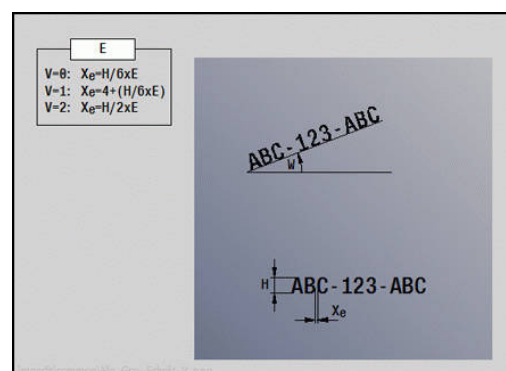 E
V=0: Xe=H/6xE
V=1: Xe=4+(H/6xE)
V=2: Xe=H/2xE
ABC-123-ABC
W
H ABC-123-ABC
Xe